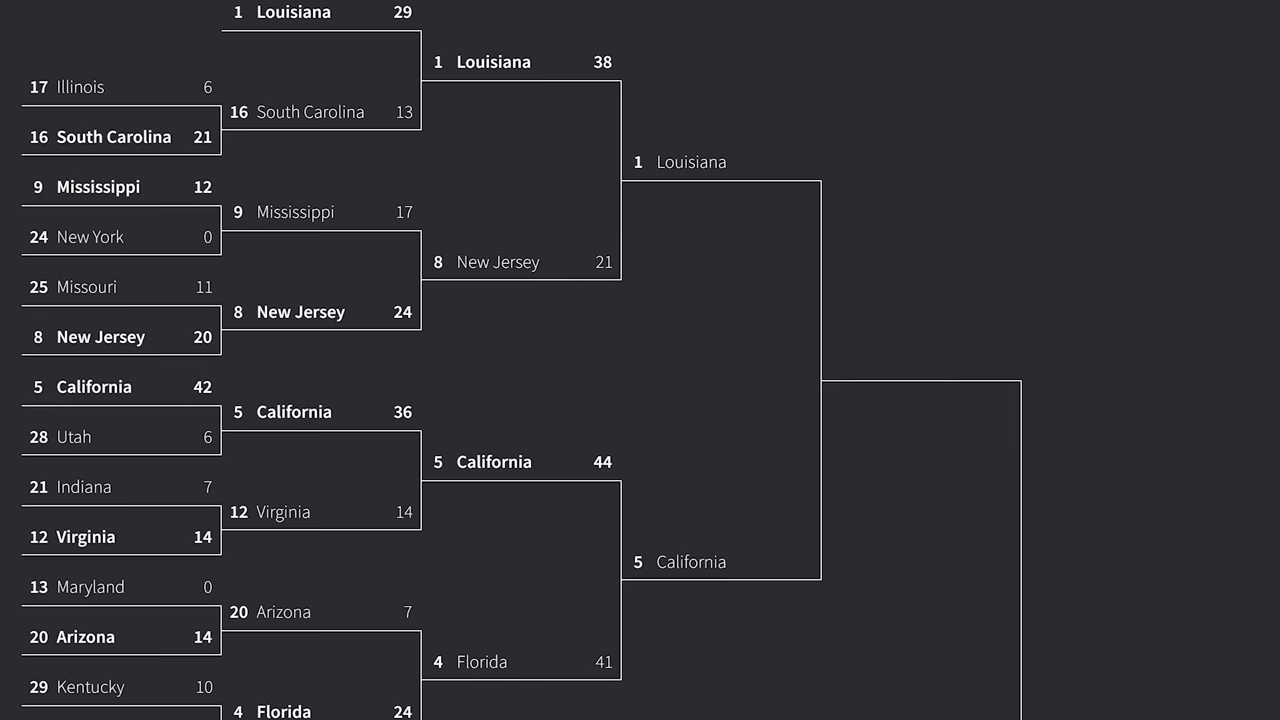 1 Louisiana 29
1 Louisiana 38
17 Illinois 6
16 South Carolina 13
16 South Carolina 21
1 Louisiana
9 Mississippi 12
9 Mississippi 17
24 New York 0
8 New Jersey 21
25 Missouri 11
8 New Jersey 24
8 New Jersey 20
5 California 42
5 California 36
28 Utah 6
5 California 44
21 Indiana 7
12 Virginia 14
12 Virginia 14
5 California
13 Maryland 0
20 Arizona 7
20 Arizona 14
4 Florida 41
29 Kentucky 10
4 Florida 24